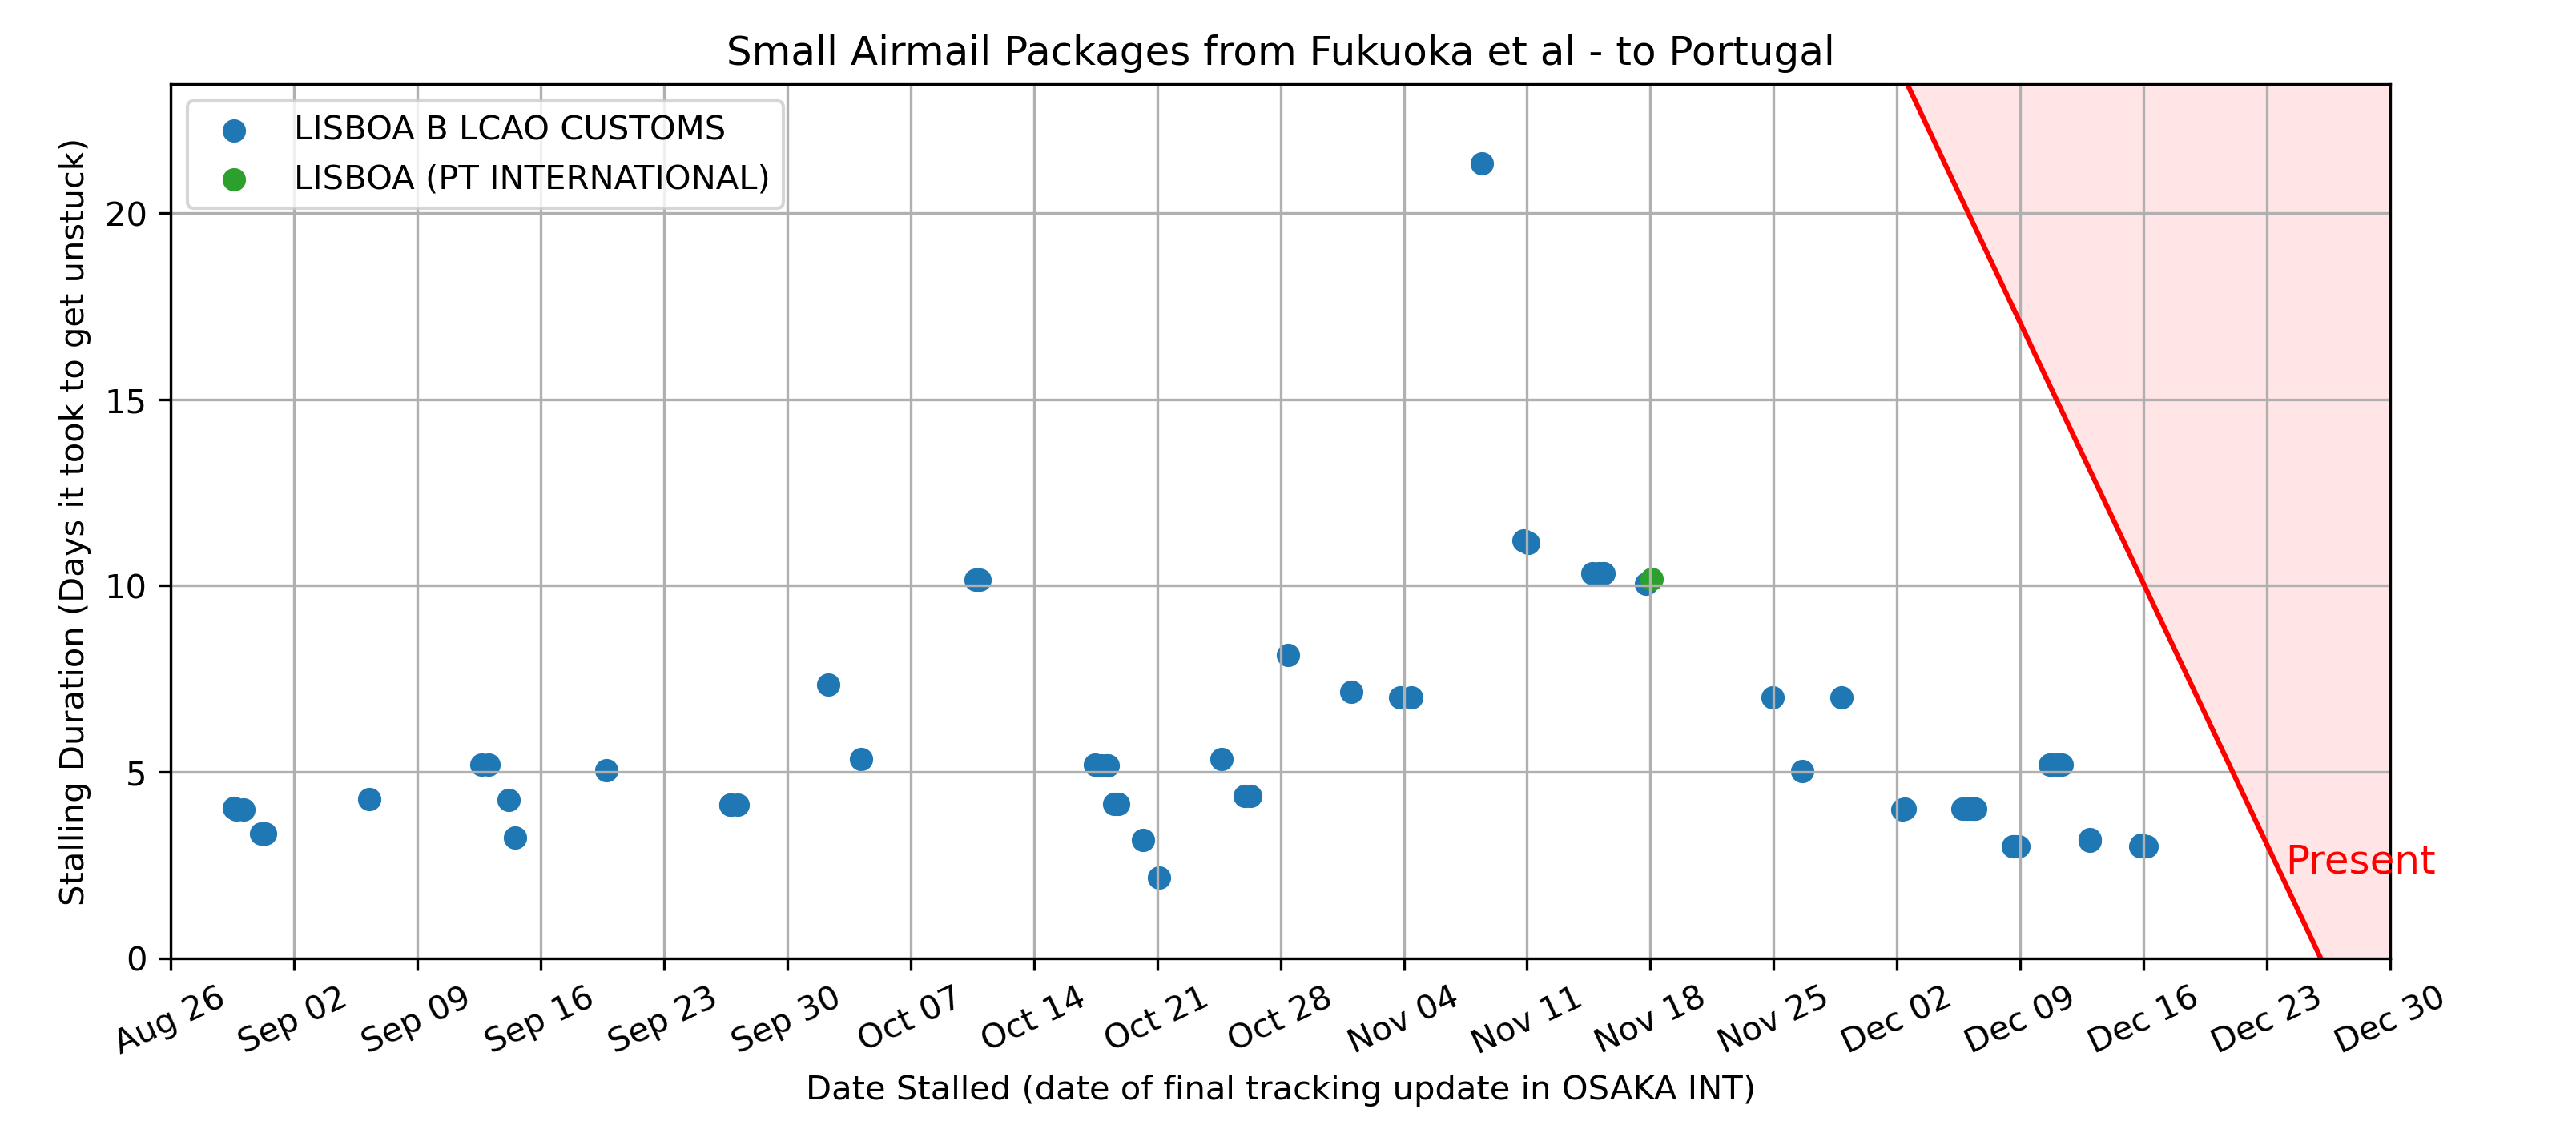 Small Airmail Packages from Fukuoka et al - to Portugal
LISBOA B LCAO CUSTOMS
LISBOA (PT INTERNATIONAL)
Stalling Duration (Days it took to get unstuck)
20
15
10
5
0
Present
Aug 26
Sep 02
Sep 09
Sep 16
Sep 23
Sep 30
Oct 07
Oct 14
Oct 21
Oct 28
Nov 04
Nov 11
Nov 18
Nov 25
Dec 02
Dec 09
Dec 16
Dec 23
Dec 30
Date Stalled (date of final tracking update in OSAKA INT)